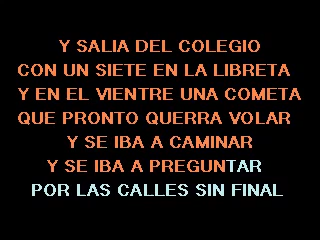 Y SALIA DEL COLEGIO
CON UN SIETE EN LA LIBRETA
Y EN EL VIENTRE UNA COMETA
QUE PRONTO QUERRA VOLAR
Y SE IBA A CAMINAR
Y SE IBA A PREGUNTAR
POR LAS CALLES SIN FINAL